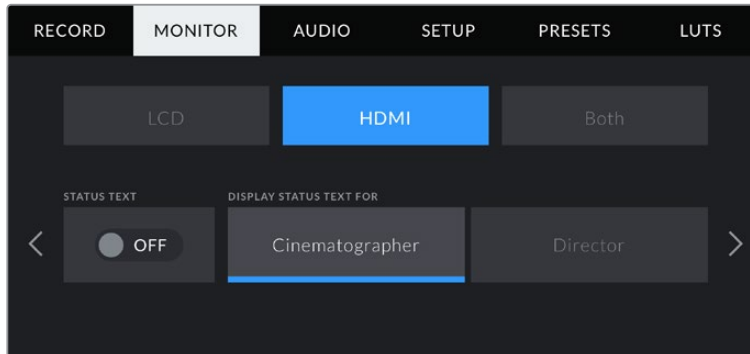 RECORD MONITOR AUDIO SETUP PRESETS LUTS
LCD HDMI Both
STATUS TEXT DISPLAY STATUS TEXT FOR
OFF Cinematographer Director